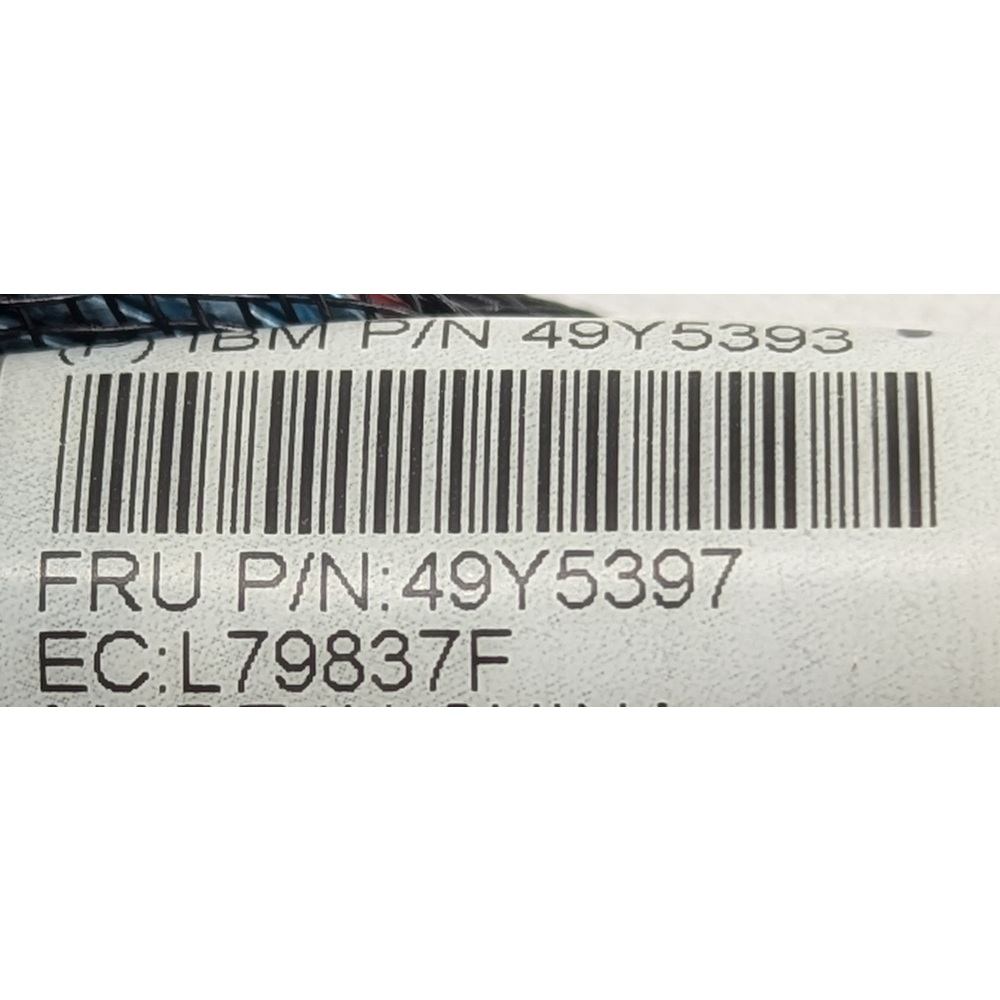 (P) IBM P/N 49Y5393
FRU P/N:49Y5397
EC:L79837F